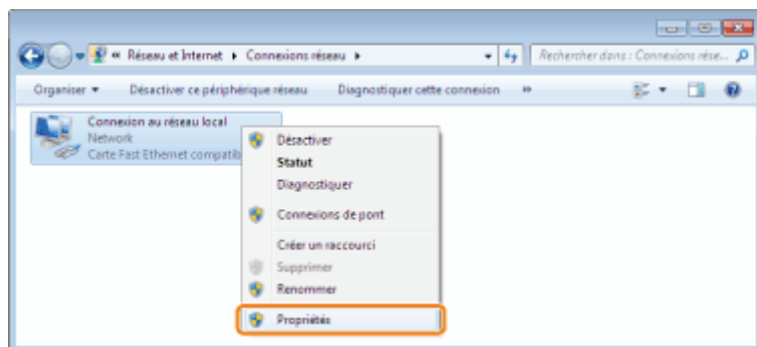 « Réseau et Internet ▸ Connexions réseau ▸ Rechercher dans : Connexions rése...
Organiser ▾ Désactiver ce périphérique réseau Diagnostiquer cette connexion »
Connexion au réseau local
Network
Carte Fast Ethernet compatib
Désactiver
Statut
Diagnostiquer
Connexions de pont
Créer un raccourci
Supprimer
Renommer
Propriétés